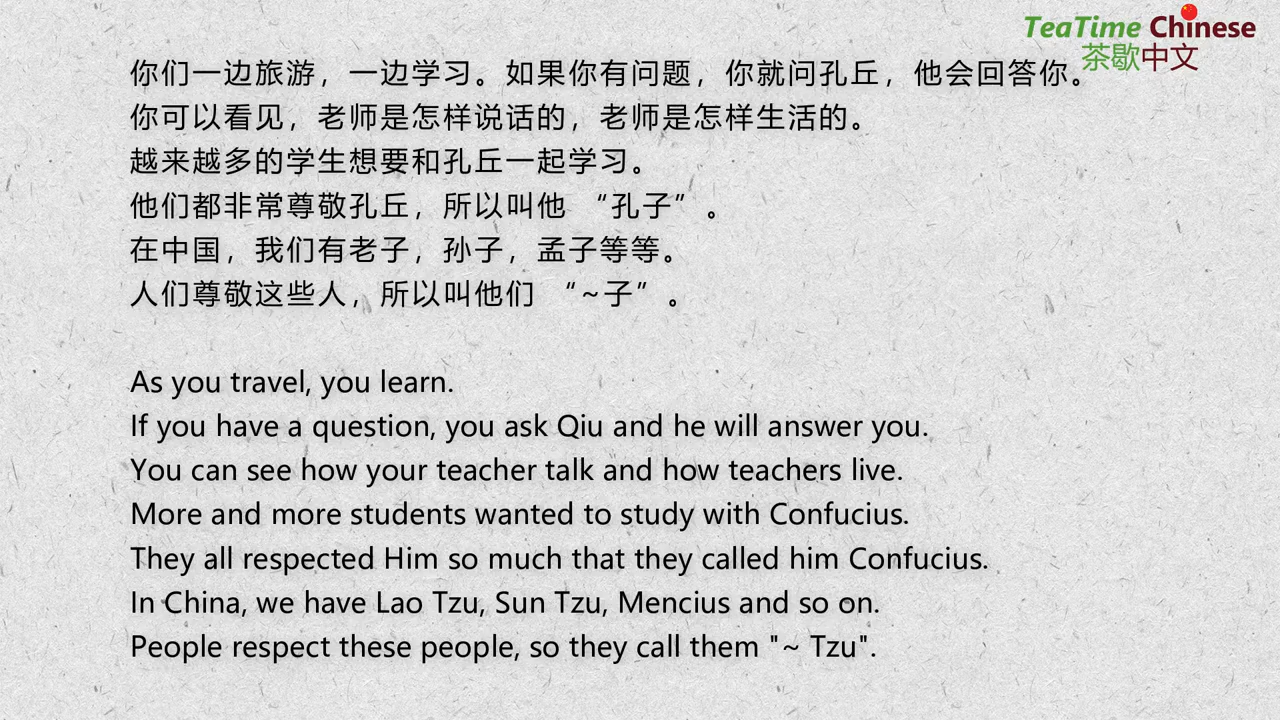 TeaTime Chinese
茶歇中文
你们一边旅游，一边学习。如果你有问题，你就问孔丘，他会回答你。
你可以看见，老师是怎样说话的，老师是怎样生活的。
越来越多的学生想要和孔丘一起学习。
他们都非常尊敬孔丘，所以叫他 “孔子”。
在中国，我们有老子，孙子，孟子等等。
人们尊敬这些人，所以叫他们 “~子”。
As you travel, you learn.
If you have a question, you ask Qiu and he will answer you.
You can see how your teacher talk and how teachers live.
More and more students wanted to study with Confucius.
They all respected Him so much that they called him Confucius.
In China, we have Lao Tzu, Sun Tzu, Mencius and so on.
People respect these people, so they call them "~ Tzu".